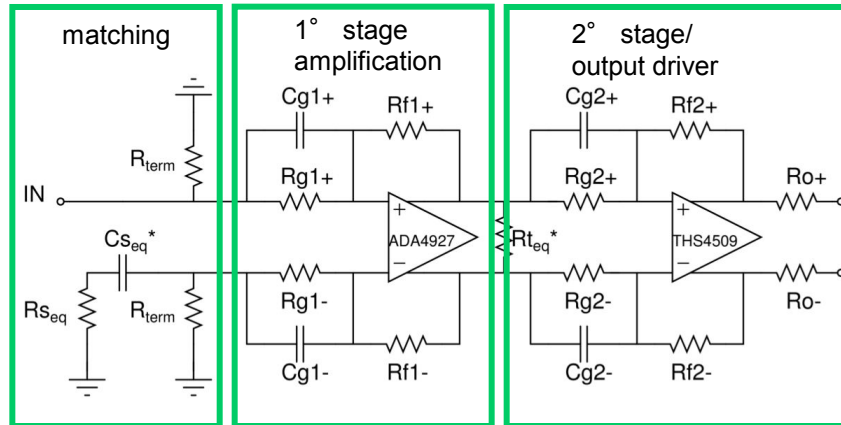 matching
1° stage
amplification
2° stage/
output driver
Cg1+
Rf1+
Cg2+
Rf2+
Rterm
Rg1+
Rg2+
Ro+
IN
+
+
Cseq*
ADA4927
Rteq*
THS4509
−
−
Rseq
Rterm
Rg1-
Rg2-
Ro-
Cg1-
Rf1-
Cg2-
Rf2-